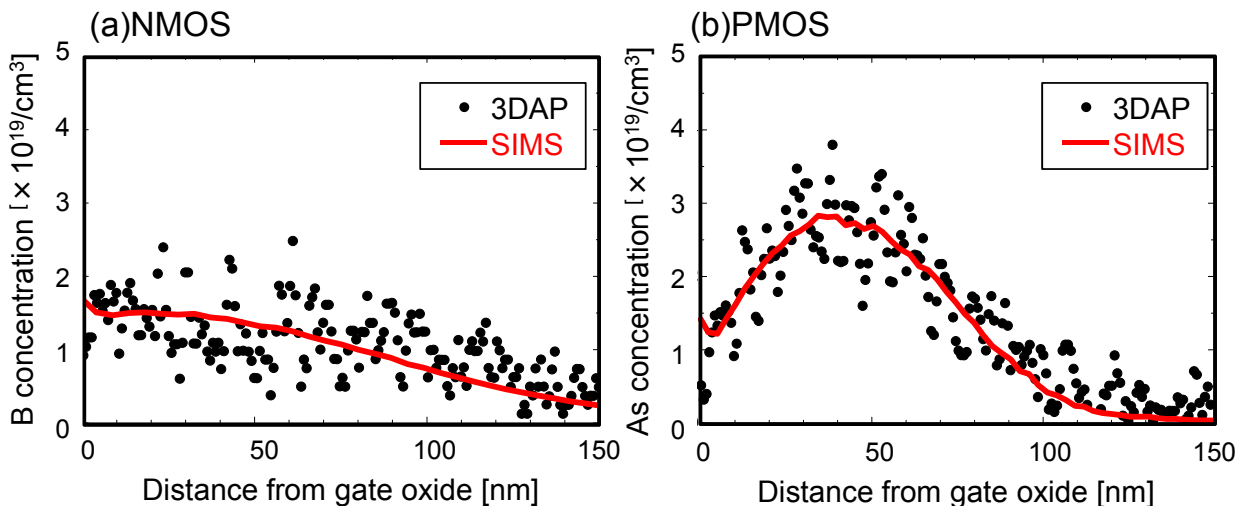 (a)NMOS
B concentration [×10¹⁹/cm³]
5
4
3
2
1
0
3DAP
SIMS
0 50 100 150
Distance from gate oxide [nm]
(b)PMOS
As concentration [×10¹⁹/cm³]
5
4
3
2
1
0
3DAP
SIMS
0 50 100 150
Distance from gate oxide [nm]